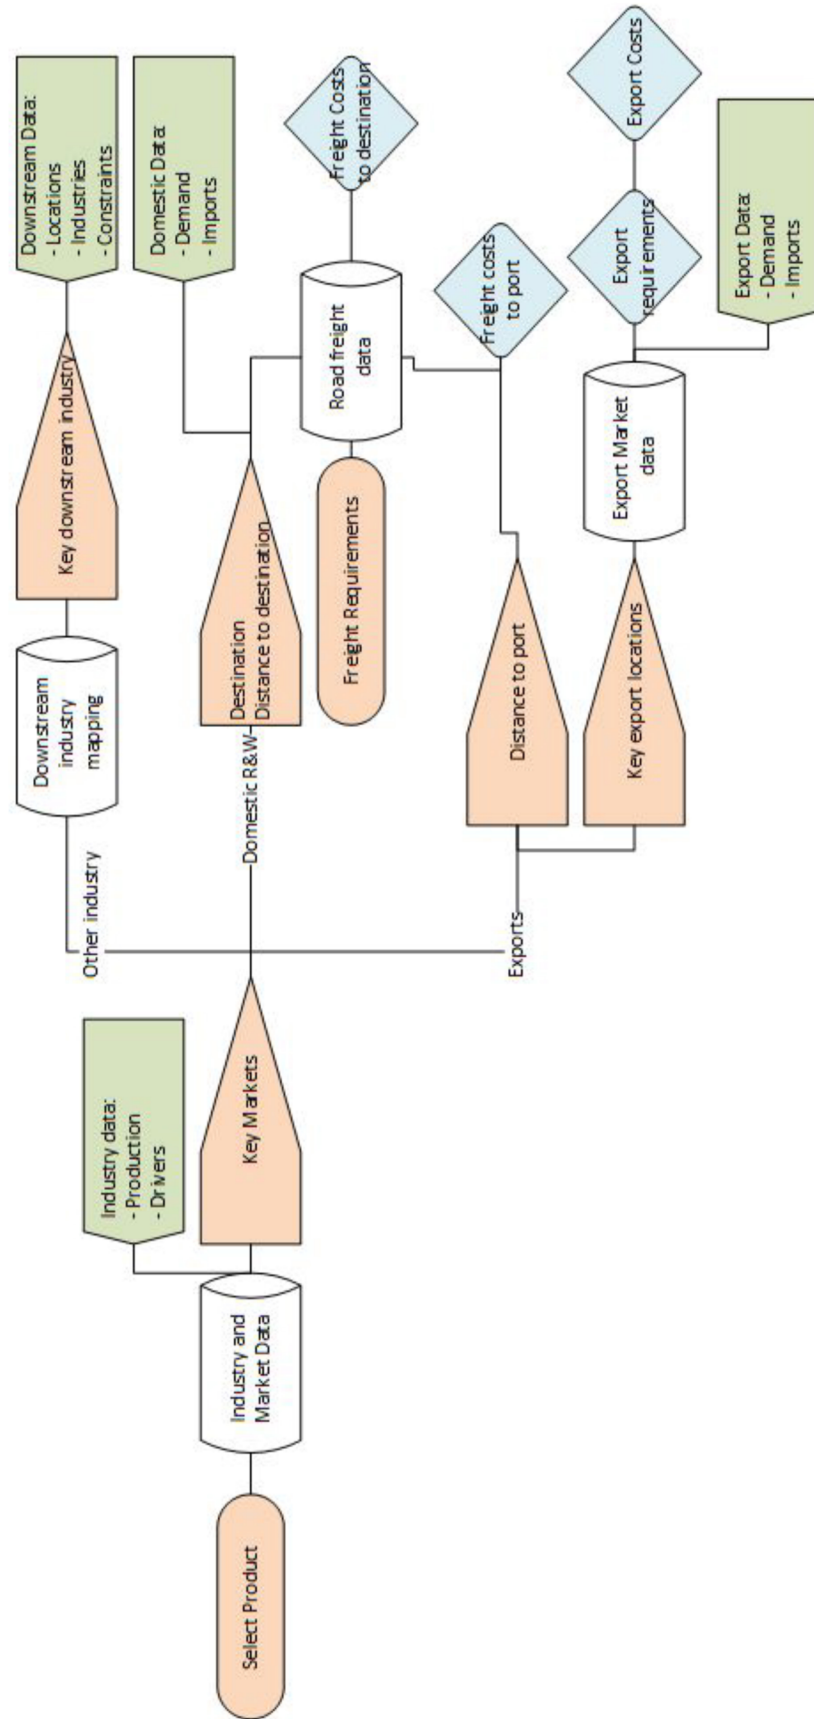 Select Product
Industry and
Market Data
Industry data:
- Production
- Drivers
Key Markets
Other industry
Domestic R&W
Exports
Downstream
industry
mapping
Key downstream industry
Downstream Data:
- Locations
- Industries
- Constraints
Destination
Distance to destination
Domestic Data:
- Demand
- Imports
Freight Requirements
Road freight
data
Freight Costs
to destination
Distance to port
Freight costs
to port
Key export locations
Export Market
data
Export
requirements
Export Costs
Export Data:
- Demand
- Imports